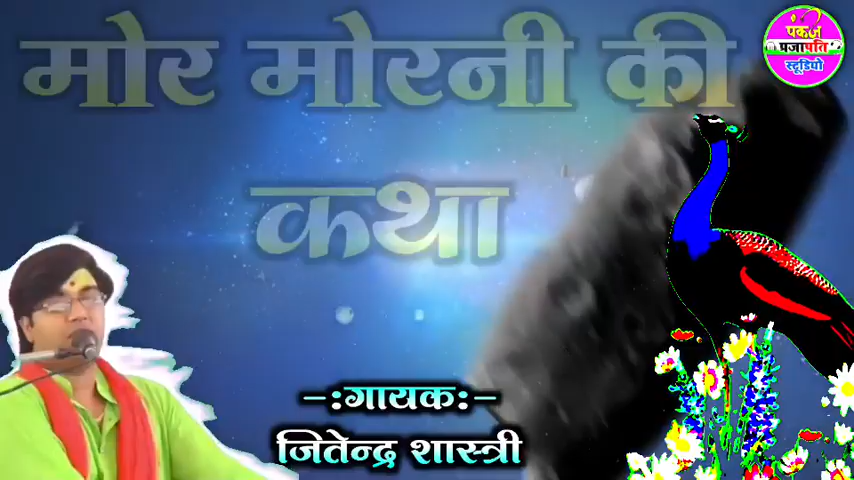 मोर मोरनी की
कथा
पंकज
प्रजापति
स्टूडियो
-:गायक:-
जितेन्द्र शास्त्री